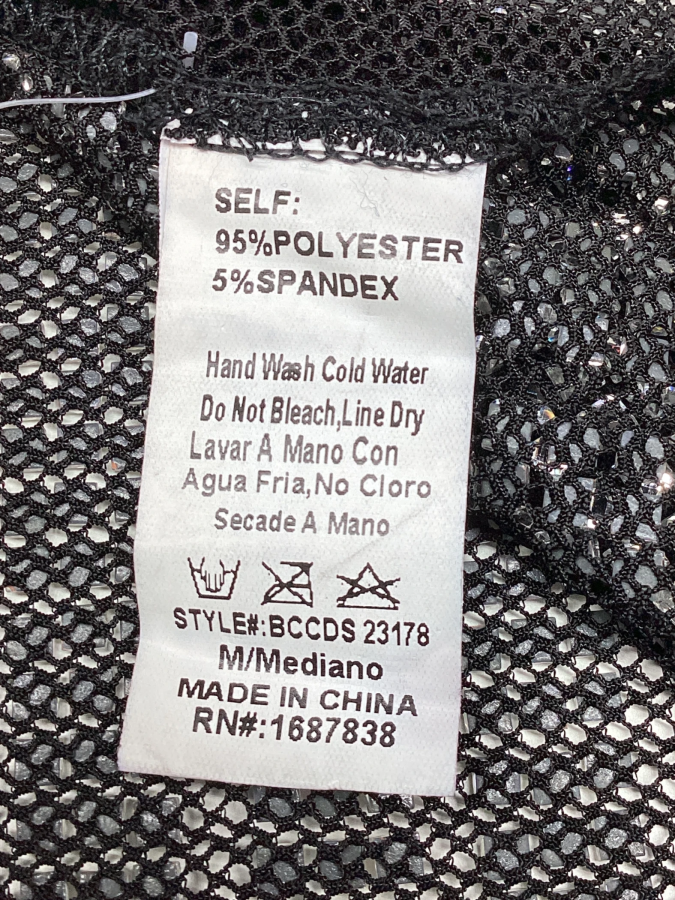 SELF:
95%POLYESTER
5%SPANDEX
Hand Wash Cold Water
Do Not Bleach,Line Dry
Lavar A Mano Con
Agua Fria,No Cloro
Secade A Mano
STYLE#:BCCDS 23178
M/Mediano
MADE IN CHINA
RN#:1687838